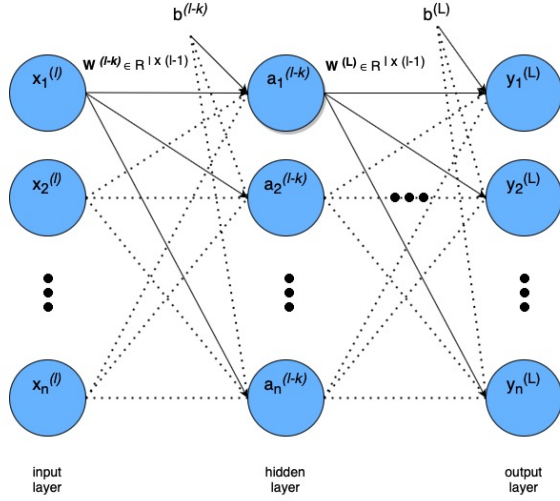 b^(l-k) b^(L)
W^(l-k) ∈ R^l x (l-1) W^(L) ∈ R^l x (l-1)
x₁^(l) a₁^(l-k) y₁^(L)
x₂^(l) a₂^(l-k) y₂^(L)
xₙ^(l) aₙ^(l-k) yₙ^(L)
input hidden output
layer layer layer